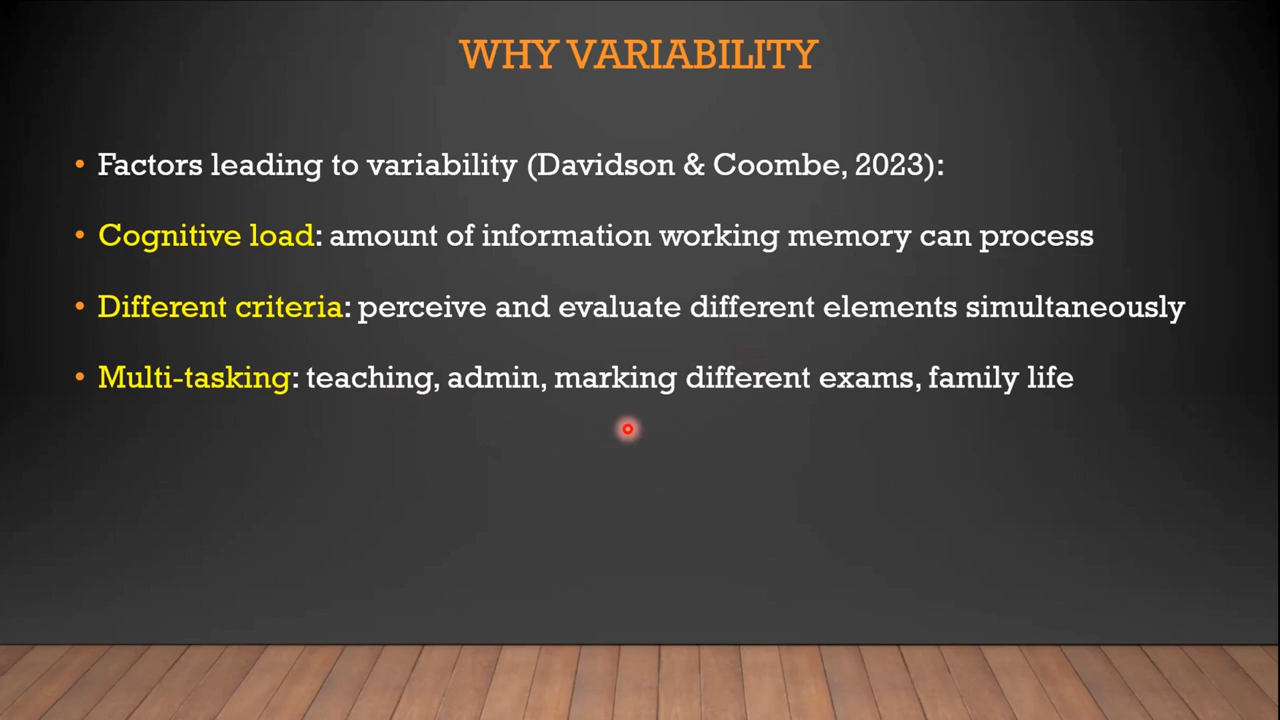 WHY VARIABILITY
• Factors leading to variability (Davidson & Coombe, 2023):
• Cognitive load: amount of information working memory can process
• Different criteria: perceive and evaluate different elements simultaneously
• Multi-tasking: teaching, admin, marking different exams, family life